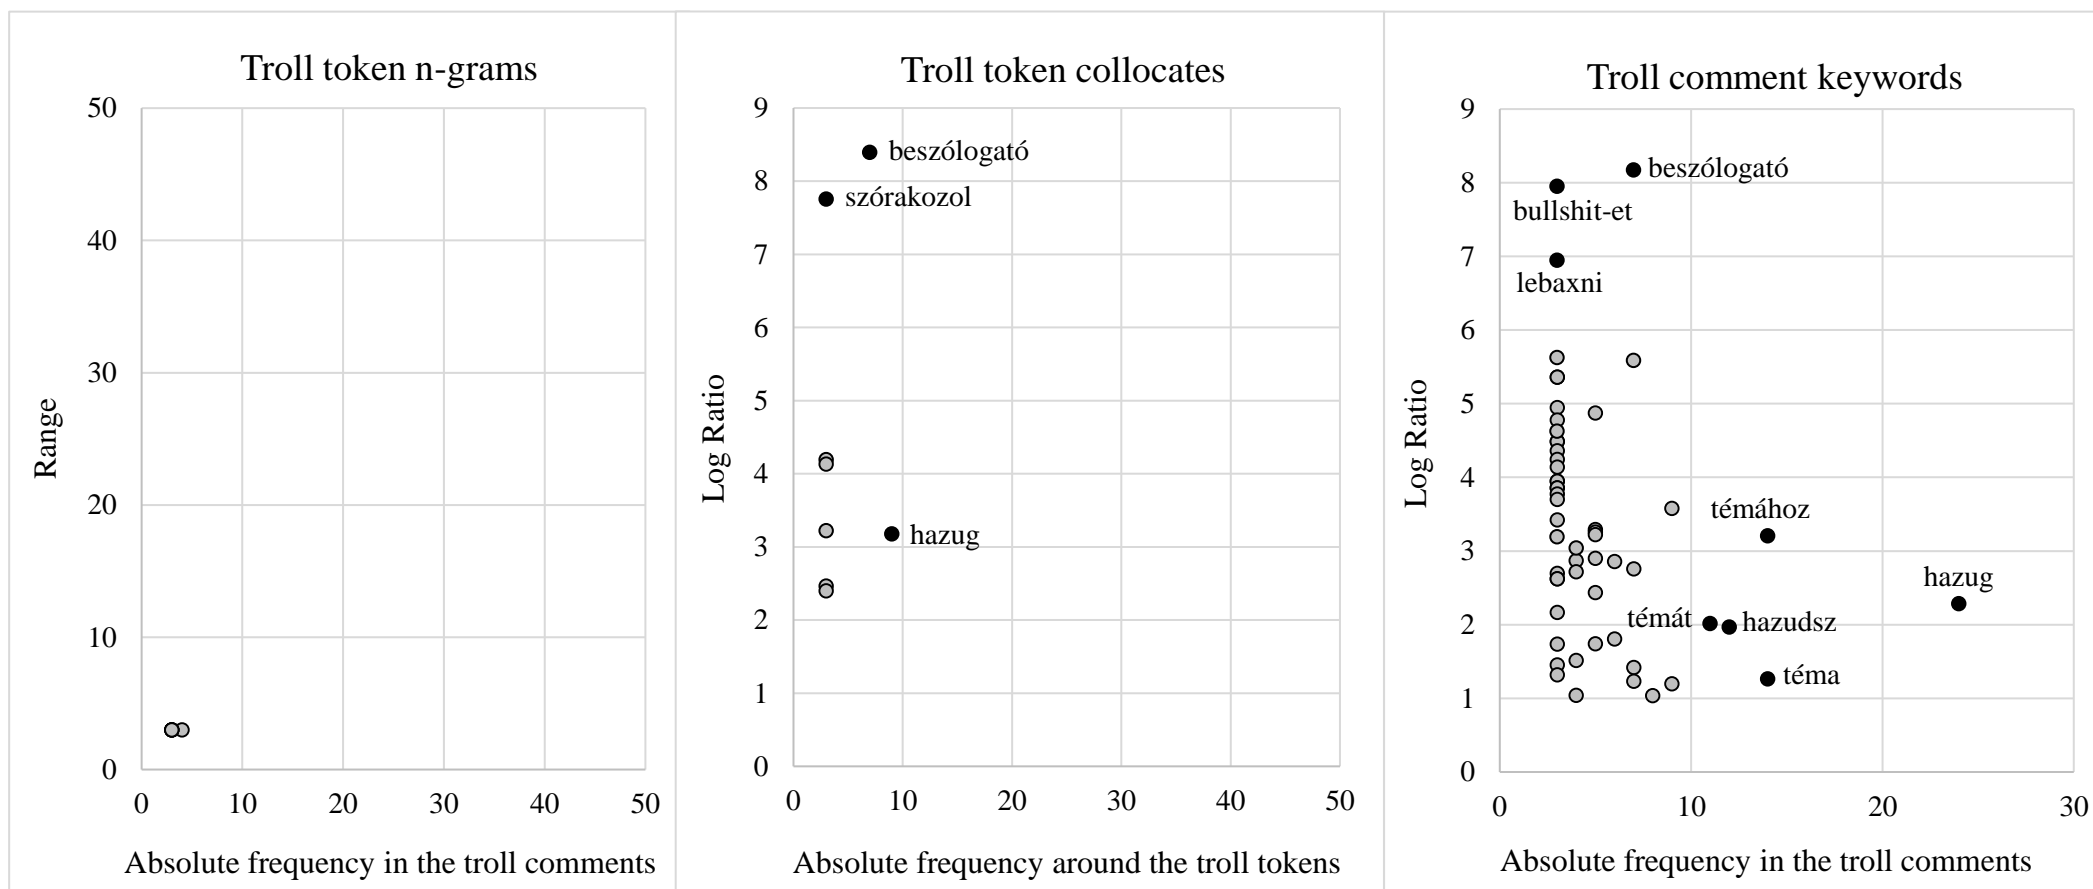 Troll token n-grams
50
40
30
20
10
0
Range
0 10 20 30 40 50
Absolute frequency in the troll comments
Troll token collocates
9
8
7
6
5
4
3
2
1
0
Log Ratio
beszólogató
szórakozol
hazug
0 10 20 30 40 50
Absolute frequency around the troll tokens
Troll comment keywords
9
8
7
6
5
4
3
2
1
0
Log Ratio
beszólogató
bullshit-et
lebaxni
témához
hazug
témát
hazudsz
téma
0 10 20 30
Absolute frequency in the troll comments